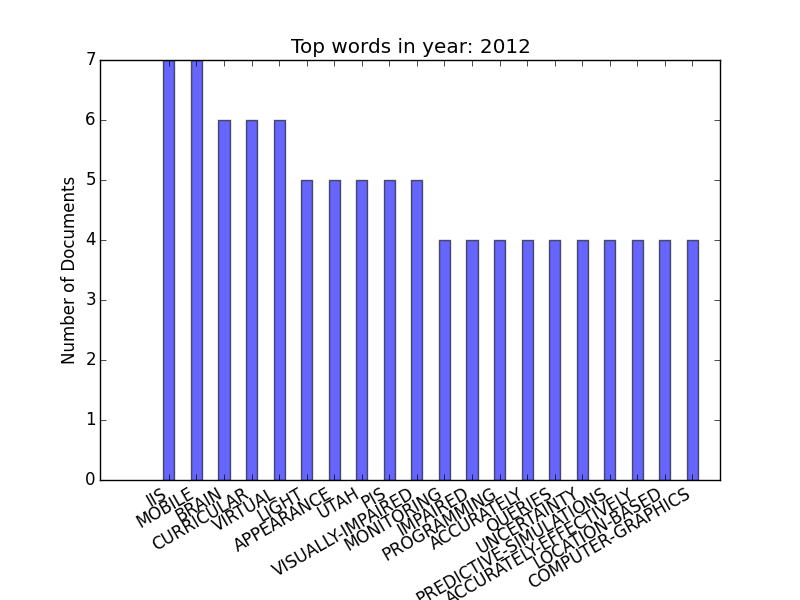 Top words in year: 2012
Number of Documents
7
6
5
4
3
2
1
0
IIS
MOBILE
BRAIN
CURRICULAR
VIRTUAL
LIGHT
APPEARANCE
UTAH
PIS
VISUALLY-IMPAIRED
MONITORING
IMPAIRED
PROGRAMMING
ACCURATELY
QUERIES
UNCERTAINTY
PREDICTIVE-SIMULATIONS
ACCURATELY-EFFECTIVELY
LOCATION-BASED
COMPUTER-GRAPHICS